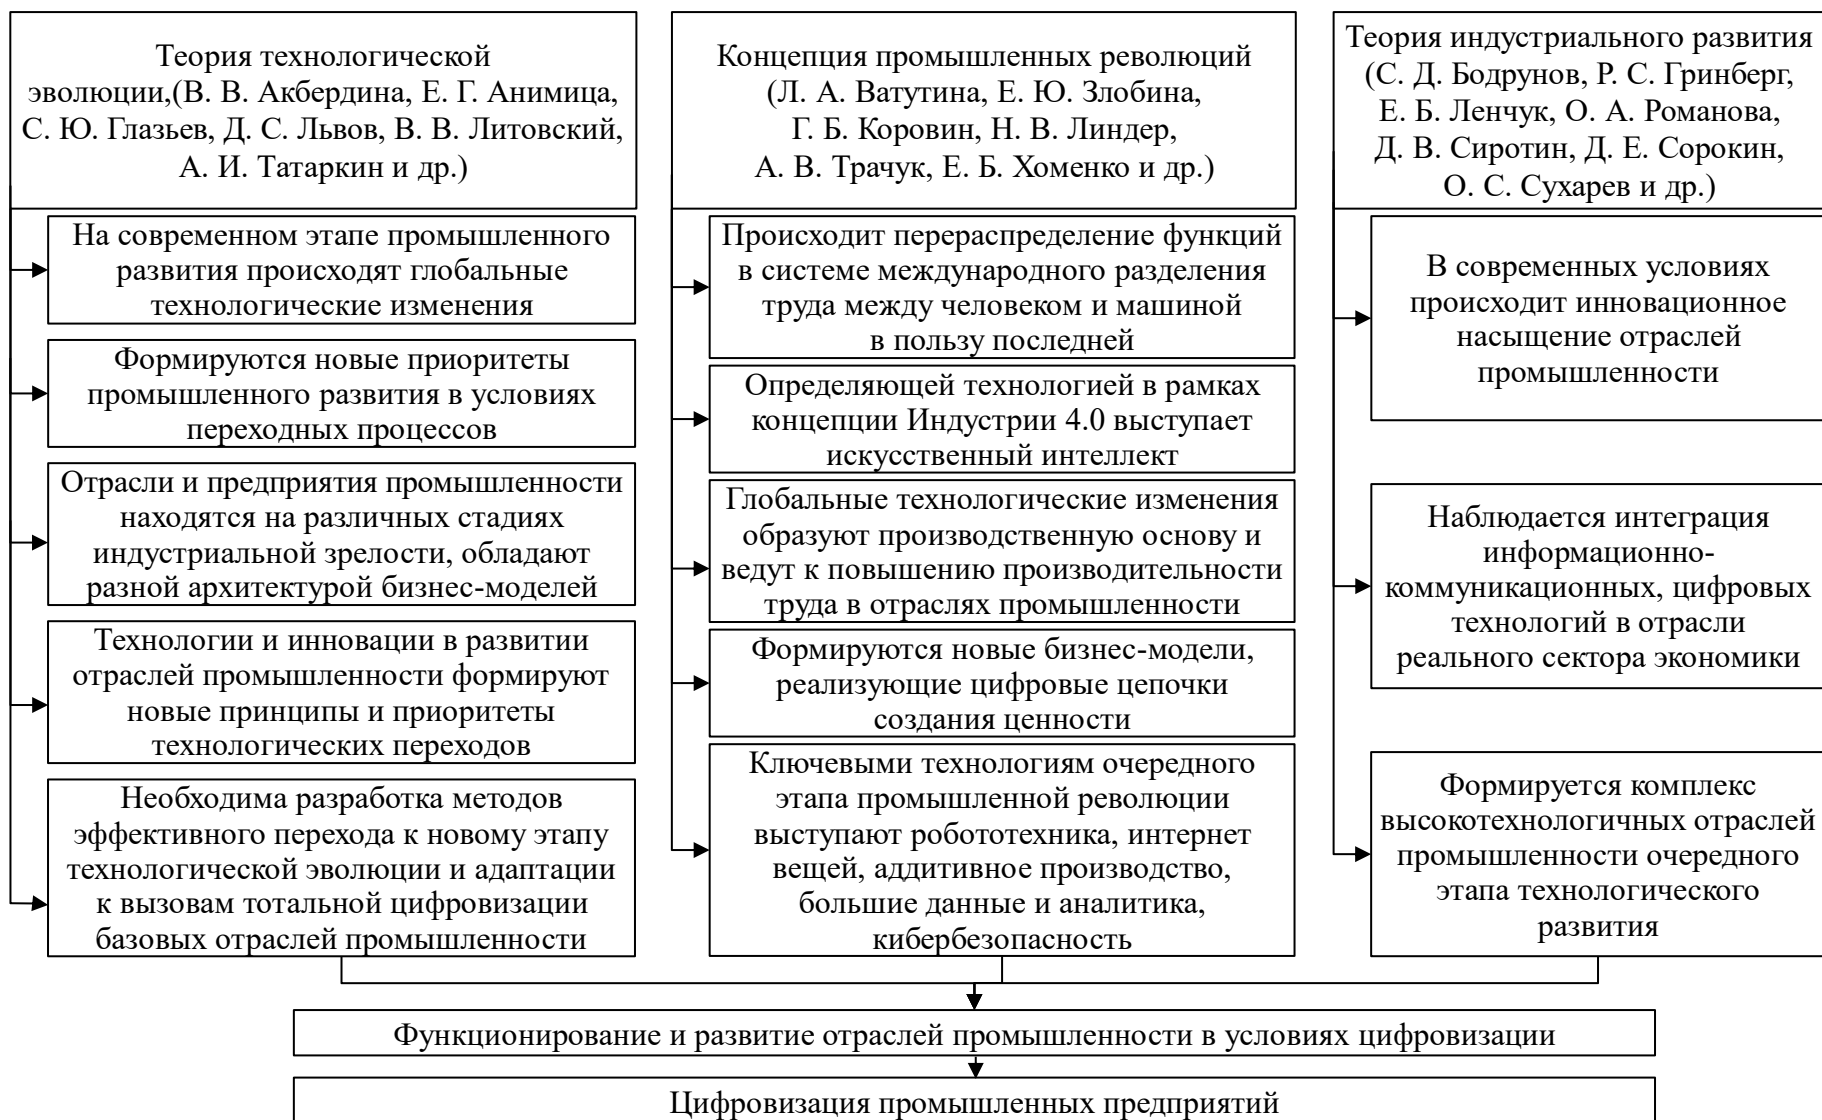 Теория технологической
эволюции,(В. В. Акбердина, Е. Г. Анимица,
С. Ю. Глазьев, Д. С. Львов, В. В. Литовский,
А. И. Татаркин и др.)
На современном этапе промышленного
развития происходят глобальные
технологические изменения
Формируются новые приоритеты
промышленного развития в условиях
переходных процессов
Отрасли и предприятия промышленности
находятся на различных стадиях
индустриальной зрелости, обладают
разной архитектурой бизнес-моделей
Технологии и инновации в развитии
отраслей промышленности формируют
новые принципы и приоритеты
технологических переходов
Необходима разработка методов
эффективного перехода к новому этапу
технологической эволюции и адаптации
к вызовам тотальной цифровизации
базовых отраслей промышленности
Концепция промышленных революций
(Л. А. Ватутина, Е. Ю. Злобина,
Г. Б. Коровин, Н. В. Линдер,
А. В. Трачук, Е. Б. Хоменко и др.)
Происходит перераспределение функций
в системе международного разделения
труда между человеком и машиной
в пользу последней
Определяющей технологией в рамках
концепции Индустрии 4.0 выступает
искусственный интеллект
Глобальные технологические изменения
образуют производственную основу и
ведут к повышению производительности
труда в отраслях промышленности
Формируются новые бизнес-модели,
реализующие цифровые цепочки
создания ценности
Ключевыми технологиям очередного
этапа промышленной революции
выступают робототехника, интернет
вещей, аддитивное производство,
большие данные и аналитика,
кибербезопасность
Теория индустриального развития
(С. Д. Бодрунов, Р. С. Гринберг,
Е. Б. Ленчук, О. А. Романова,
Д. В. Сиротин, Д. Е. Сорокин,
О. С. Сухарев и др.)
В современных условиях
происходит инновационное
насыщение отраслей
промышленности
Наблюдается интеграция
информационно-
коммуникационных, цифровых
технологий в отрасли
реального сектора экономики
Формируется комплекс
высокотехнологичных отраслей
промышленности очередного
этапа технологического
развития
Функционирование и развитие отраслей промышленности в условиях цифровизации
Цифровизация промышленных предприятий